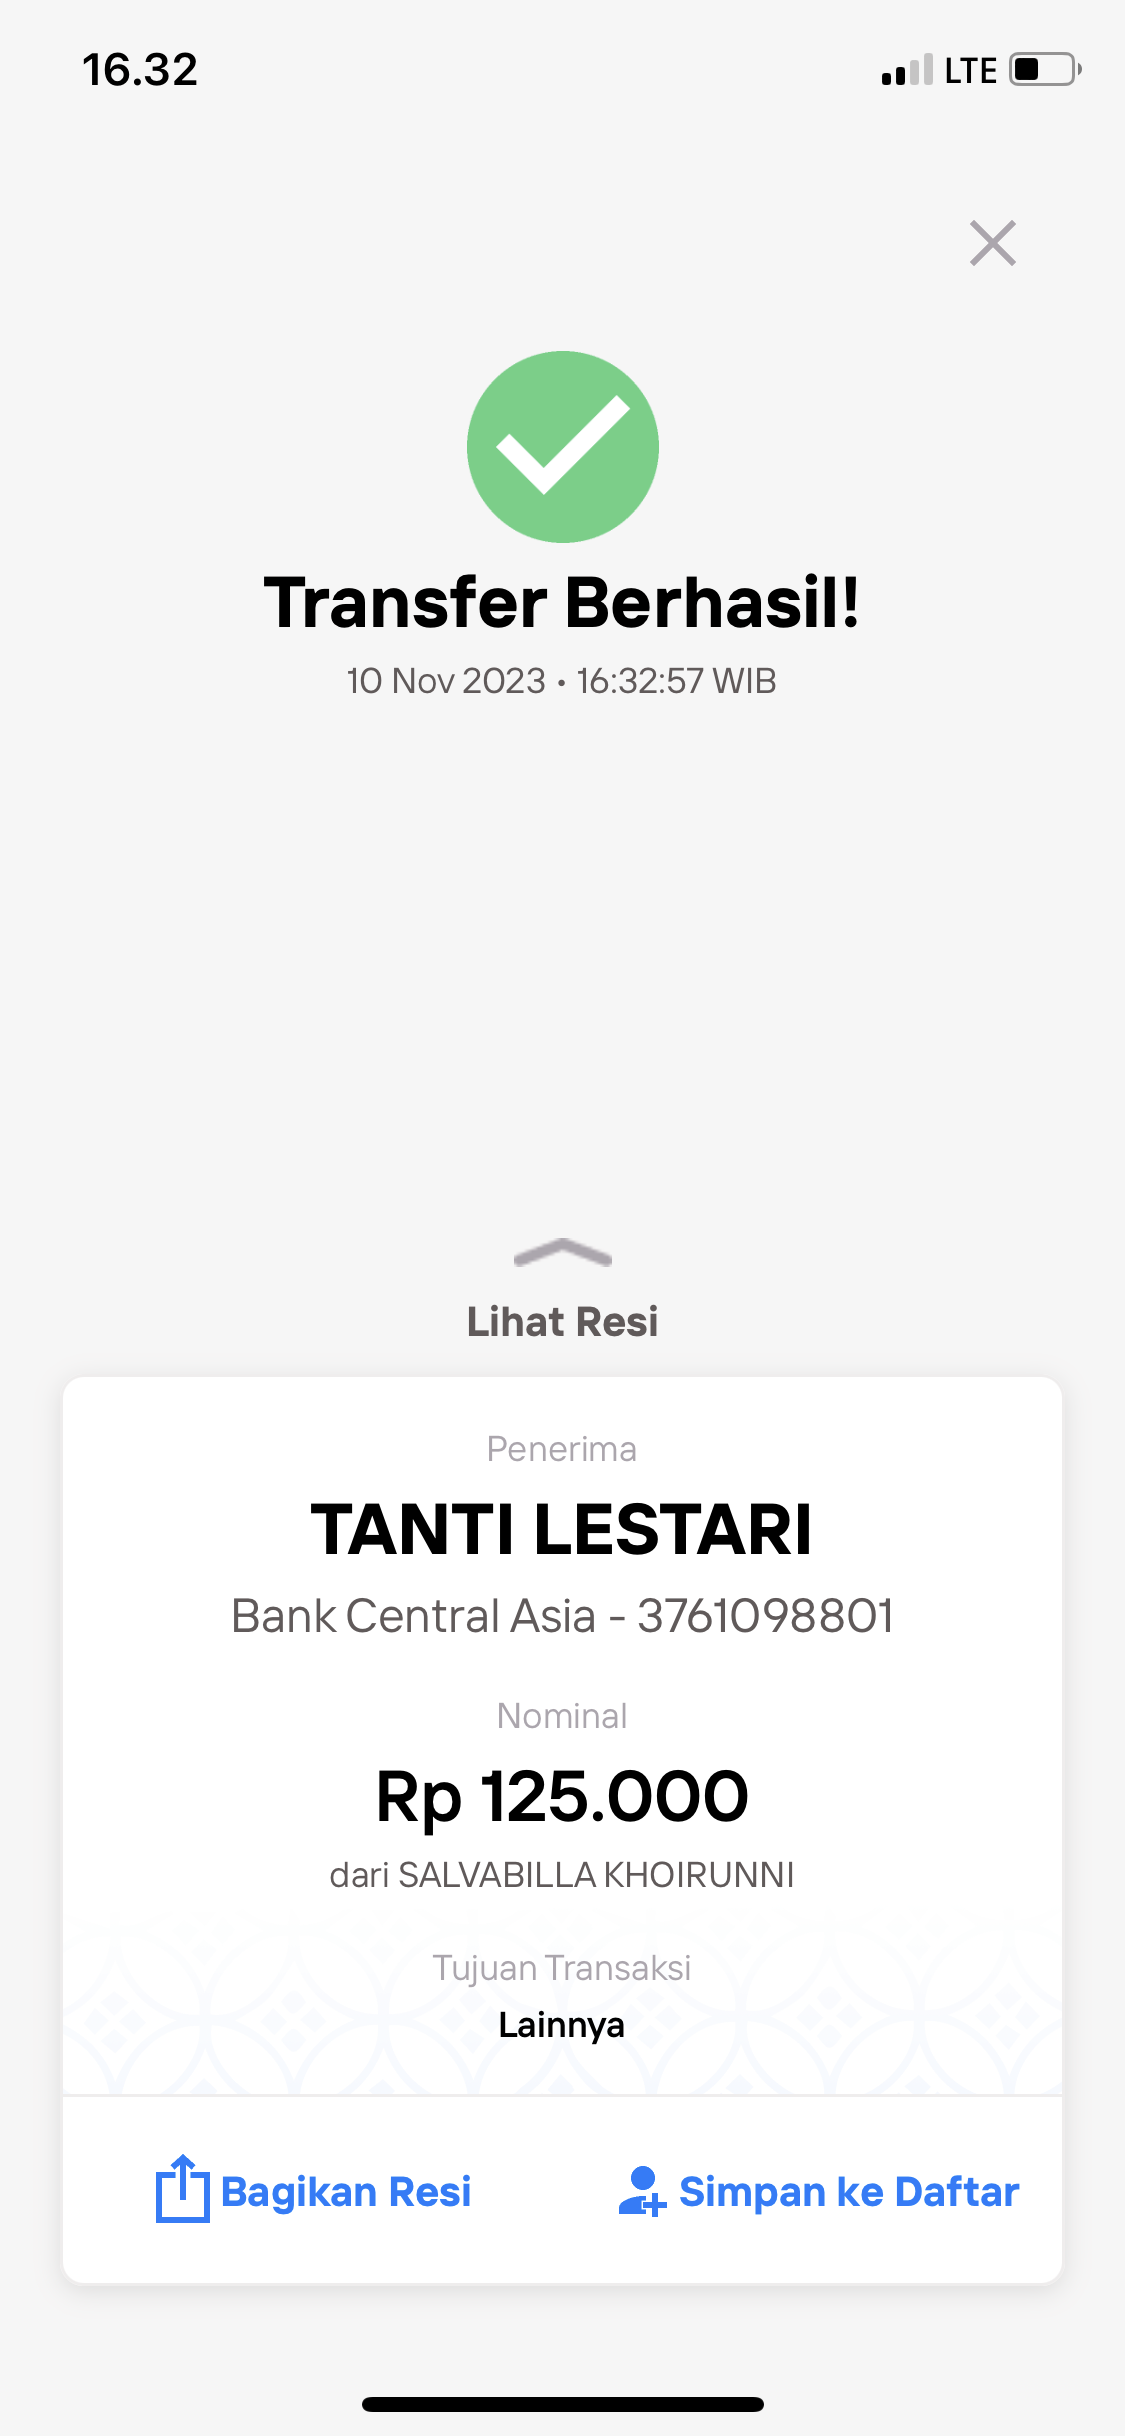 16.32
LTE
Transfer Berhasil!
10 Nov 2023 • 16:32:57 WIB
Lihat Resi
Penerima
TANTI LESTARI
Bank Central Asia - 3761098801
Nominal
Rp 125.000
dari SALVABILLA KHOIRUNNI
Tujuan Transaksi
Lainnya
Bagikan Resi
Simpan ke Daftar